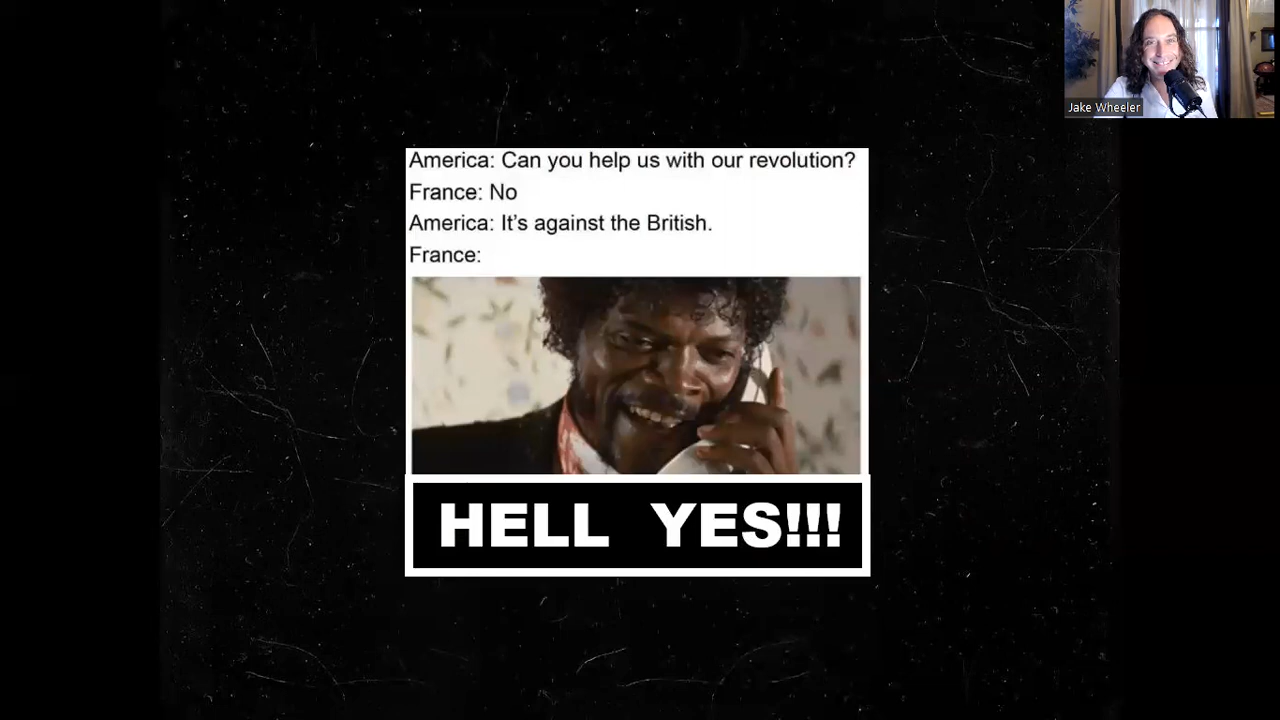 America: Can you help us with our revolution?
France: No
America: It's against the British.
France:
HELL YES!!!
Jake Wheeler